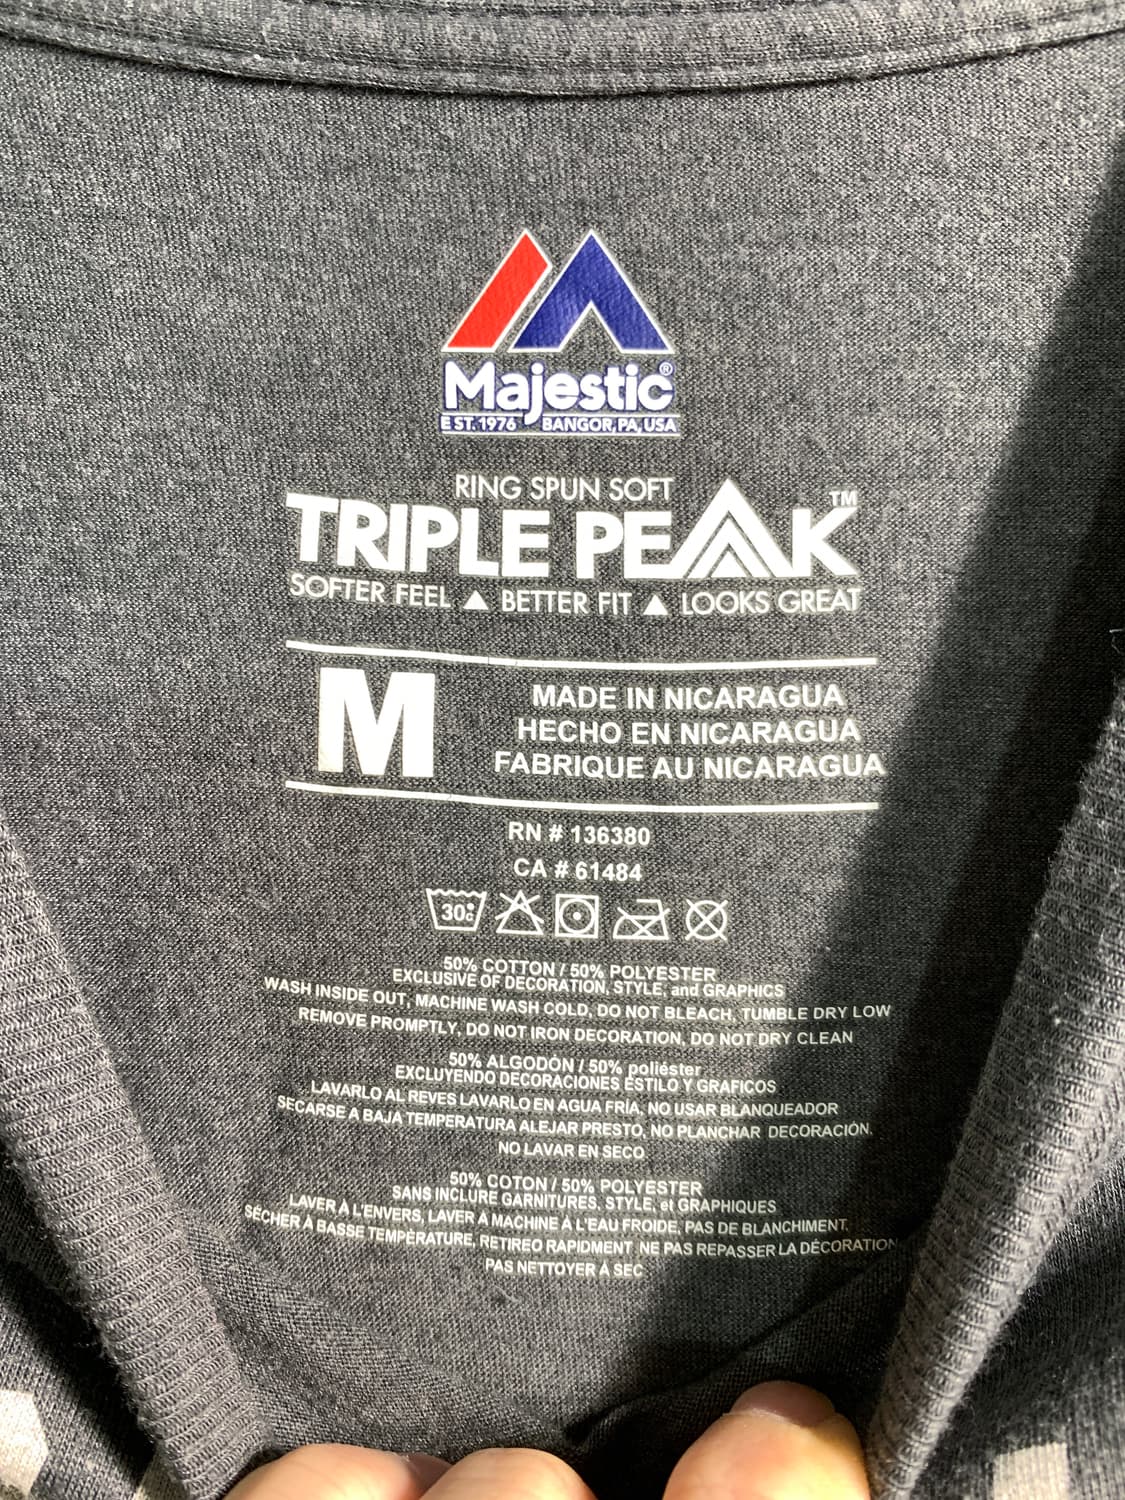 Majestic®
EST. 1976 BANGOR, PA, USA
RING SPUN SOFT
TRIPLE PEAK™
SOFTER FEEL ▲ BETTER FIT ▲ LOOKS GREAT
M
MADE IN NICARAGUA
HECHO EN NICARAGUA
FABRIQUE AU NICARAGUA
RN # 136380
CA # 61484
30°C
50% COTTON / 50% POLYESTER
EXCLUSIVE OF DECORATION, STYLE, and GRAPHICS
WASH INSIDE OUT, MACHINE WASH COLD, DO NOT BLEACH, TUMBLE DRY LOW
REMOVE PROMPTLY, DO NOT IRON DECORATION, DO NOT DRY CLEAN
50% ALGODÓN / 50% poliéster
EXCLUYENDO DECORACIONES ESTILO Y GRAFICOS
LAVARLO AL REVES LAVARLO EN AGUA FRÍA, NO USAR BLANQUEADOR
SECARSE A BAJA TEMPERATURA ALEJAR PRESTO, NO PLANCHAR DECORACIÓN.
NO LAVAR EN SECO
50% COTON / 50% POLYESTER
SANS INCLURE GARNITURES, STYLE, et GRAPHIQUES
LAVER À L'ENVERS, LAVER À MACHINE À L'EAU FROIDE, PAS DE BLANCHIMENT.
SÉCHER À BASSE TEMPÉRATURE, RETIREO RAPIDMENT NE PAS REPASSER LA DÉCORATION
PAS NETTOYER À SEC